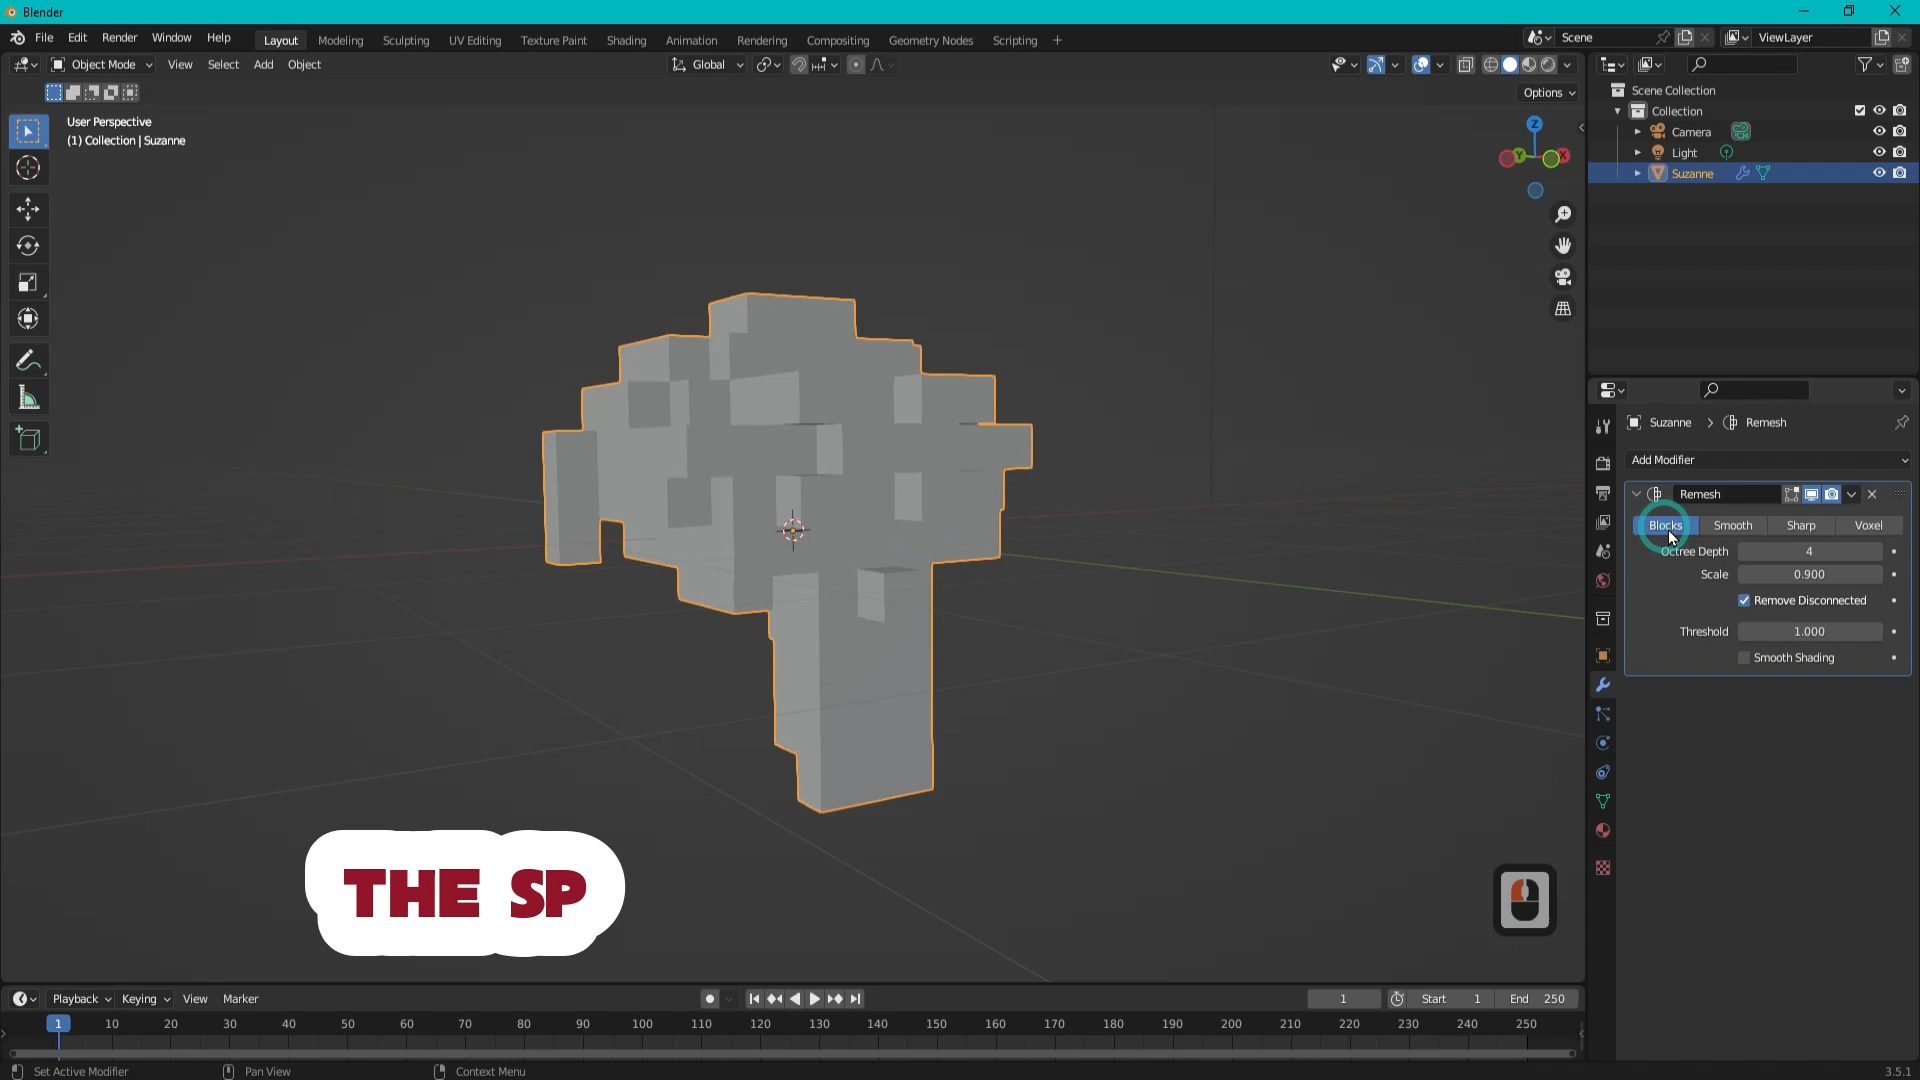 Blender
File Edit Render Window Help
Layout Modeling Sculpting UV Editing Texture Paint Shading Animation Rendering Compositing Geometry Nodes Scripting +
Scene
ViewLayer
Object Mode View Select Add Object
Global
Options
User Perspective
(1) Collection | Suzanne
Z
Y
X
Scene Collection
Collection
Camera
Light
Suzanne
Suzanne > Remesh
Add Modifier
Remesh
Blocks Smooth Sharp Voxel
Octree Depth 4
Scale 0.900
Remove Disconnected
Threshold 1.000
Smooth Shading
THE SP
Playback Keying View Marker
1 Start 1 End 250
1 10 20 30 40 50 60 70 80 90 100 110 120 130 140 150 160 170 180 190 200 210 220 230 240 250
Set Active Modifier Pan View Context Menu
3.5.1